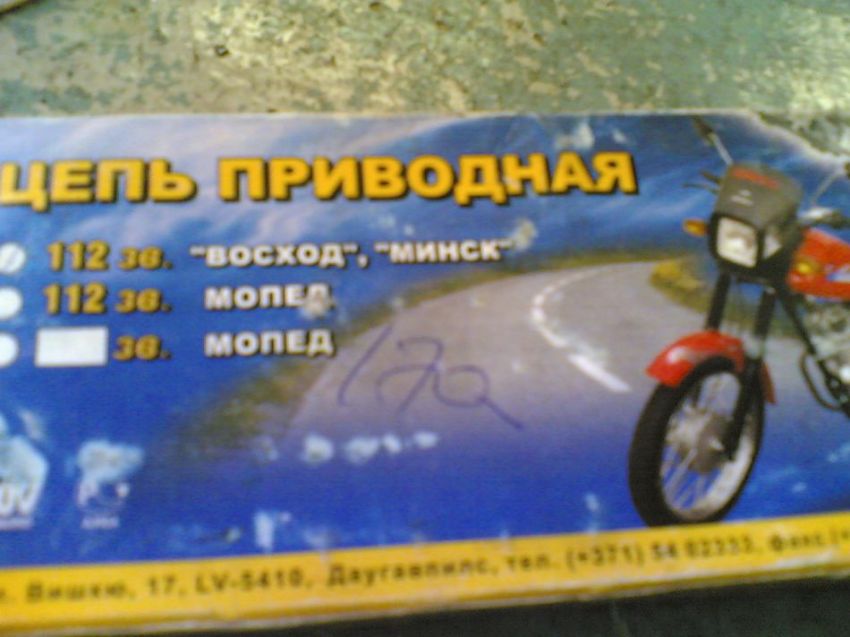 ЦЕПЬ ПРИВОДНАЯ
112 зв. "ВОСХОД", "МИНСК"
112 зв. МОПЕД
зв. МОПЕД
170
Вишкю, 17, LV-5410, Даугавпилс, тел. (+371) 54 02333, факс